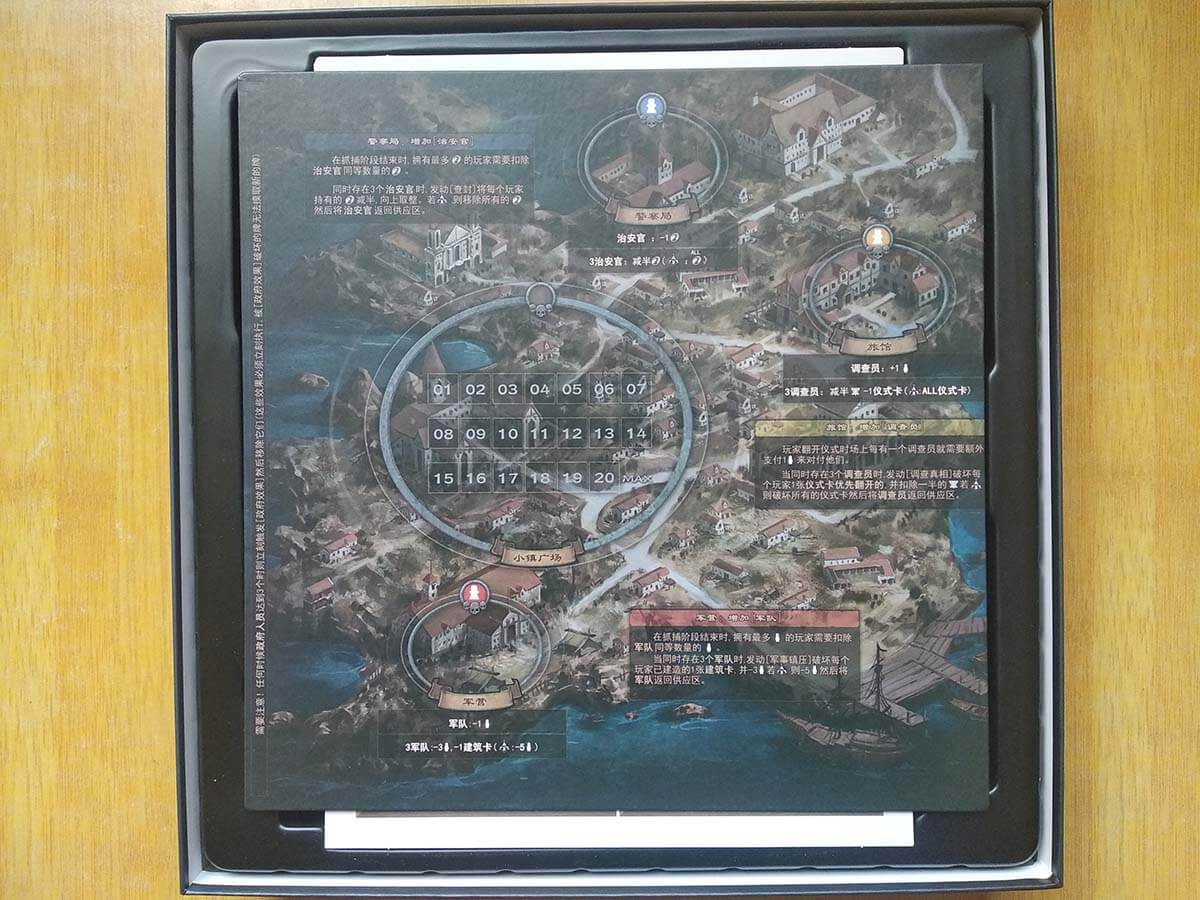 警察局：增加[治安官]
在抓捕阶段结束时，拥有最多 的玩家需要扣除
治安官同等数量的 。
同时存在3个治安官时，发动[查封]将每个玩家
持有的 减半，向上取整。若 则移除所有的
然后将治安官返回供应区。
警察局
治安官：-1
ALL
3治安官：减半 ( : )
旅馆
调查员：+1
3调查员：减半 -1仪式卡( :ALL仪式卡)
旅馆：增加[调查员]
玩家翻开仪式时场上每有一个调查员就需要额外
支付1 来对付他们。
当同时存在3个调查员时，发动[调查真相]破坏每
个玩家1张仪式卡优先翻开的，并扣除一半的 若
则破坏所有的仪式卡然后将调查员返回供应区。
01 02 03 04 05 06 07
08 09 10 11 12 13 14
15 16 17 18 19 20 MAX
小镇广场
军营：增加[军队]
在抓捕阶段结束时，拥有最多 的玩家需要扣除
军队同等数量的 。
当同时存在3个军队时，发动[军事镇压]破坏每个
玩家已建造的1张建筑卡，并-3 若 则-5 然后将
军队返回供应区。
军营
军队：-1
3军队：-3 ，-1建筑卡( :-5 )
需要注意！任何时候政府人员达到3个时则立刻触发[政府效果]然后移除它们(这些效果必须立刻执行，被[政府效果]破坏的牌无法摸取新的牌)